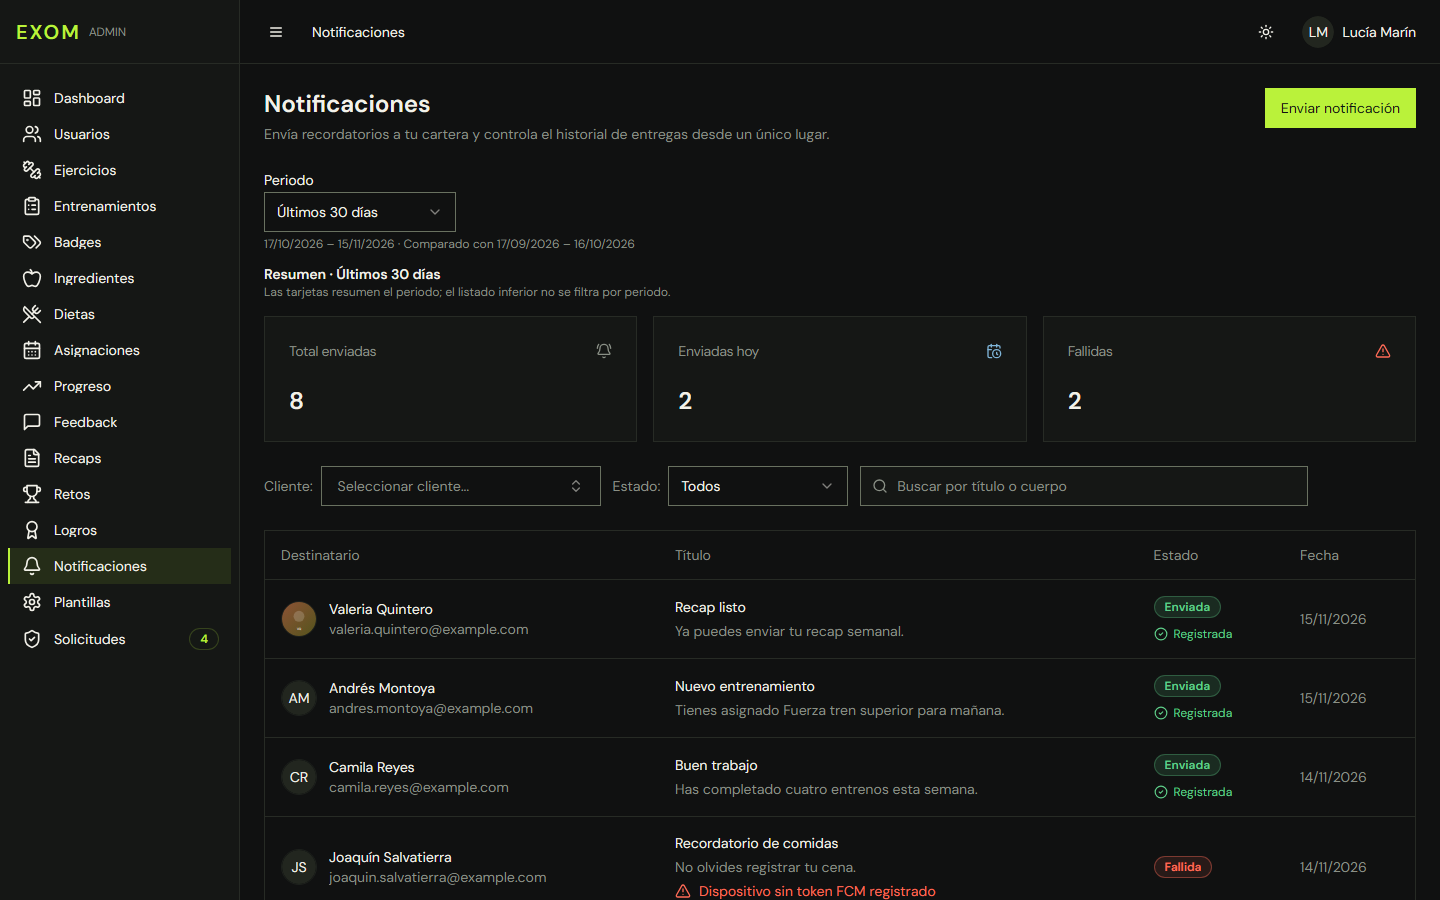 EXOM ADMIN
Notificaciones
LM Lucía Marín
Dashboard
Usuarios
Ejercicios
Entrenamientos
Badges
Ingredientes
Dietas
Asignaciones
Progreso
Feedback
Recaps
Retos
Logros
Notificaciones
Plantillas
Solicitudes 4
Notificaciones
Envía recordatorios a tu cartera y controla el historial de entregas desde un único lugar.
Enviar notificación
Periodo
Últimos 30 días
17/10/2026 – 15/11/2026 · Comparado con 17/09/2026 – 16/10/2026
Resumen · Últimos 30 días
Las tarjetas resumen el periodo; el listado inferior no se filtra por periodo.
Total enviadas
8
Enviadas hoy
2
Fallidas
2
Cliente: Seleccionar cliente... Estado: Todos Buscar por título o cuerpo
Destinatario Título Estado Fecha
Valeria Quintero
valeria.quintero@example.com
Recap listo
Ya puedes enviar tu recap semanal.
Enviada
Registrada
15/11/2026
AM
Andrés Montoya
andres.montoya@example.com
Nuevo entrenamiento
Tienes asignado Fuerza tren superior para mañana.
Enviada
Registrada
15/11/2026
CR
Camila Reyes
camila.reyes@example.com
Buen trabajo
Has completado cuatro entrenos esta semana.
Enviada
Registrada
14/11/2026
JS
Joaquín Salvatierra
joaquin.salvatierra@example.com
Recordatorio de comidas
No olvides registrar tu cena.
Dispositivo sin token FCM registrado
Fallida
14/11/2026